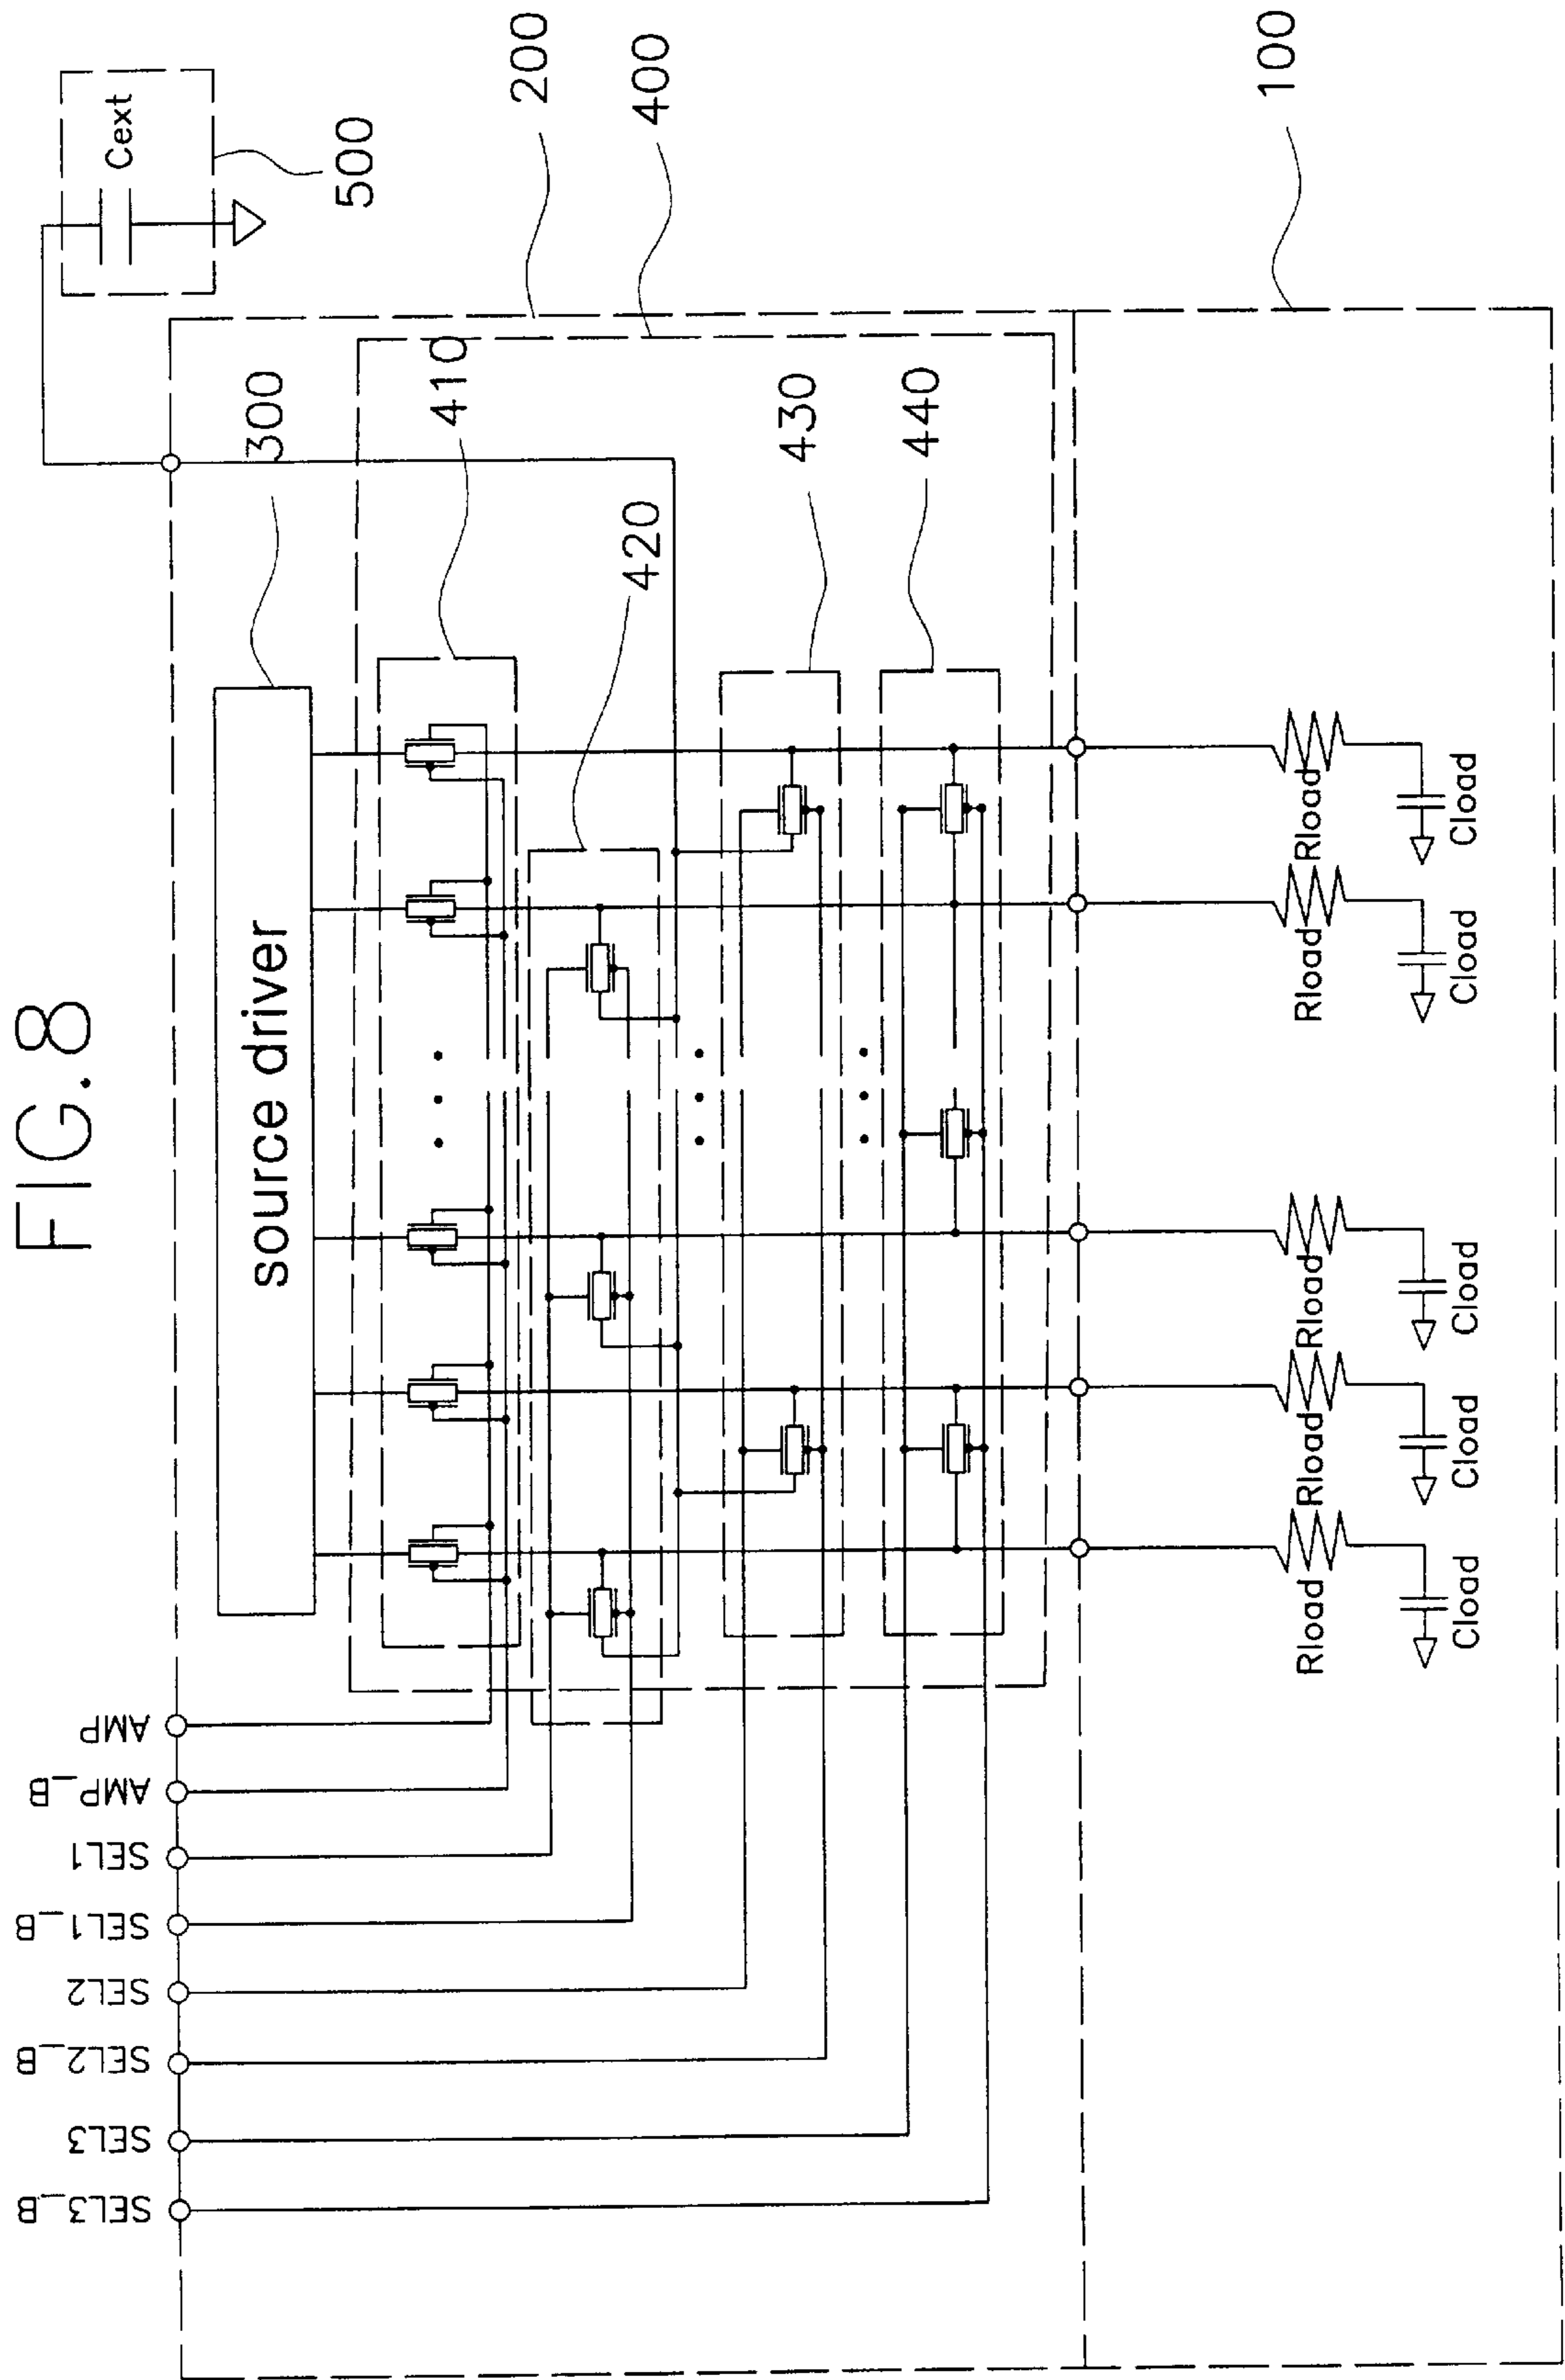 FIG.8
AMP
AMP_B
SEL1
SEL1_B
SEL2
SEL2_B
SEL3
SEL3_B
source driver
Cext
500
200
400
300
410
420
430
440
100
Rload
Cload
Rload
Cload
Rload
Cload
Rload
Cload
Rload
Cload